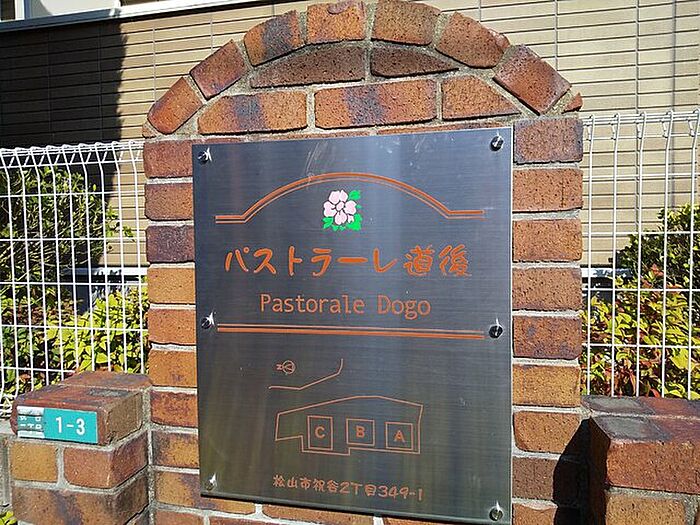 パストラーレ道後
Pastorale Dogo
N
C B A
松山市祝谷2丁目349-1
1-3